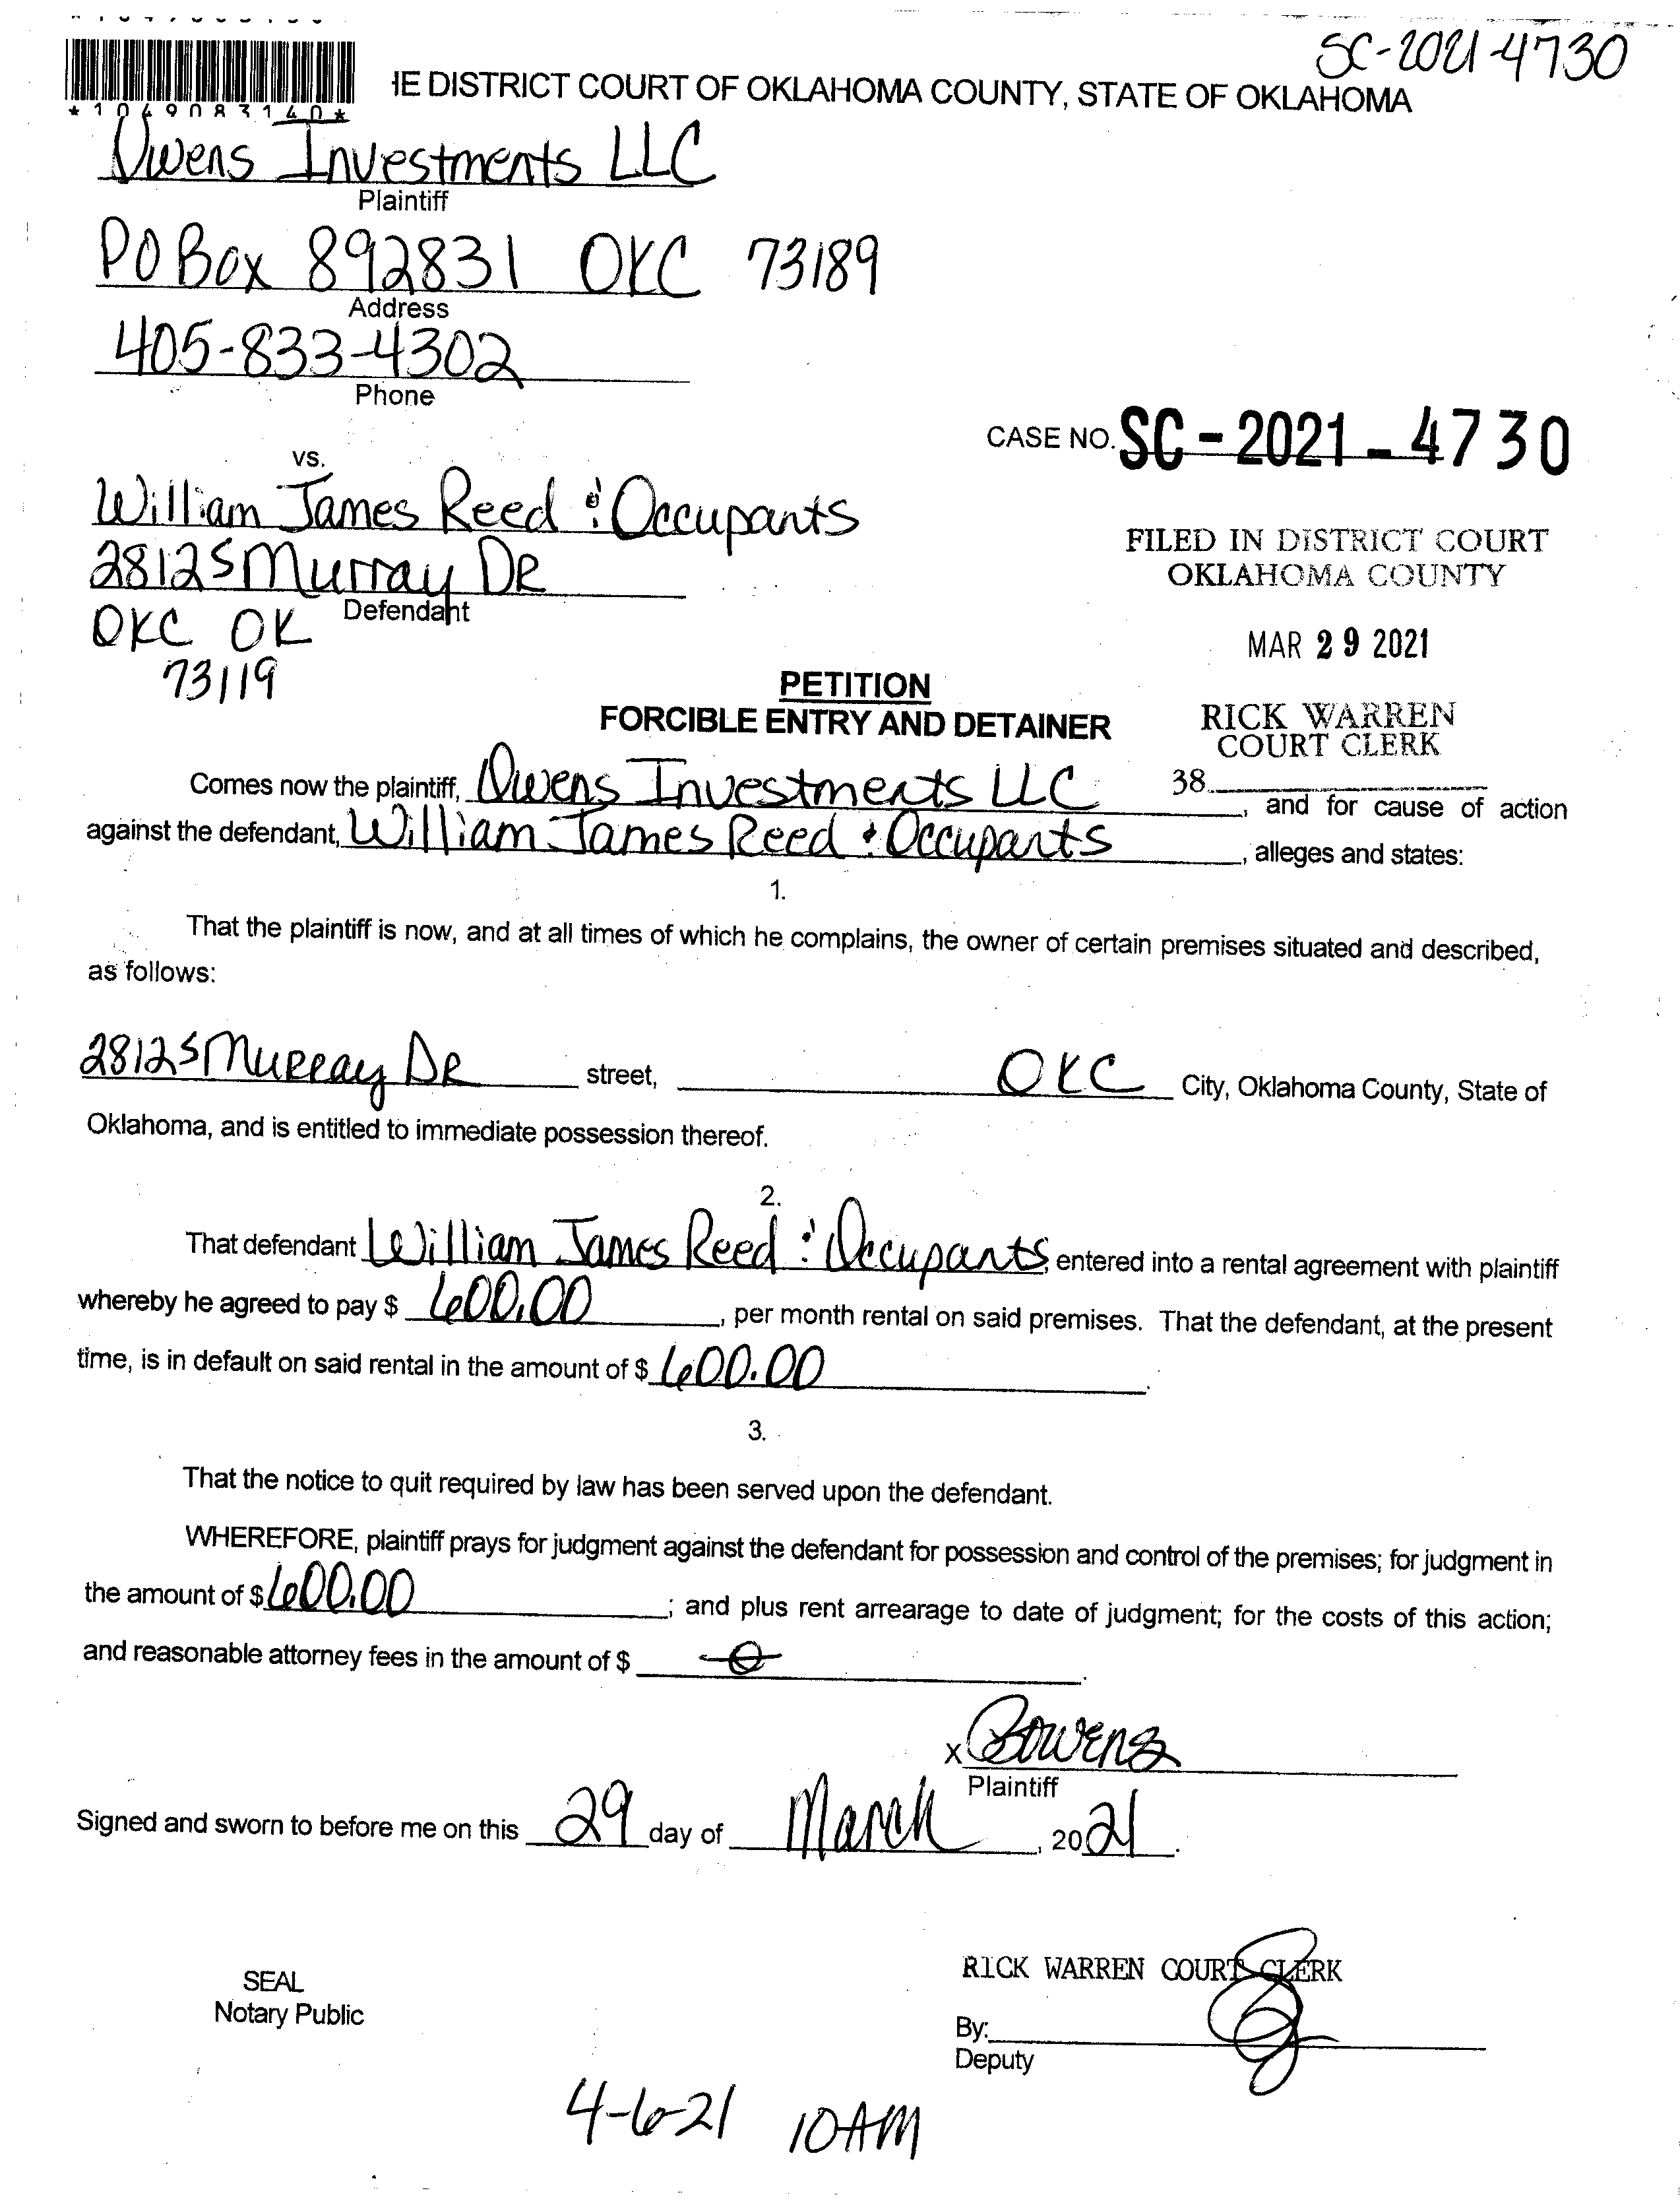 SC-2021-4730
HE DISTRICT COURT OF OKLAHOMA COUNTY, STATE OF OKLAHOMA
*1049083140*
Owens Investments LLC
Plaintiff
PO Box 892831 OKC 73189
Address
405-833-4302
Phone
CASE NO. SC-2021-4730
vs.
William James Reed & Occupants
2812 S Murray DR
Defendant
OKC OK
73119
FILED IN DISTRICT COURT
OKLAHOMA COUNTY
MAR 29 2021
RICK WARREN
COURT CLERK
38
PETITION
FORCIBLE ENTRY AND DETAINER
Comes now the plaintiff, Owens Investments LLC, and for cause of action
against the defendant, William James Reed & Occupants, alleges and states:
1.
That the plaintiff is now, and at all times of which he complains, the owner of certain premises situated and described,
as follows:
2812 S Murray DR street, OKC City, Oklahoma County, State of
Oklahoma, and is entitled to immediate possession thereof.
2.
That defendant William James Reed & Occupants, entered into a rental agreement with plaintiff
whereby he agreed to pay $ 600.00, per month rental on said premises. That the defendant, at the present
time, is in default on said rental in the amount of $ 600.00.
3.
That the notice to quit required by law has been served upon the defendant.
WHEREFORE, plaintiff prays for judgment against the defendant for possession and control of the premises; for judgment in
the amount of $ 600.00; and plus rent arrearage to date of judgment; for the costs of this action;
and reasonable attorney fees in the amount of $ 0.
x BOwens
Plaintiff
Signed and sworn to before me on this 29 day of March, 2021.
SEAL
Notary Public
RICK WARREN COURT CLERK
By:
Deputy
4-6-21 10AM